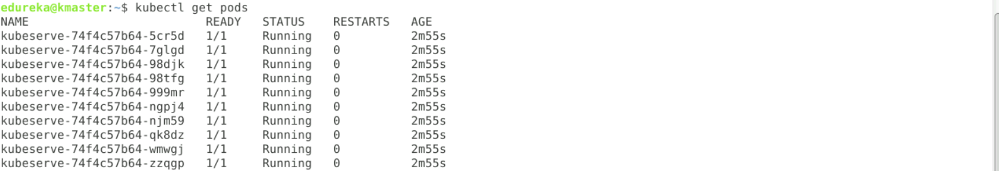 edureka@kmaster:~$ kubectl get pods
NAME READY STATUS RESTARTS AGE
kubeserve-74f4c57b64-5cr5d 1/1 Running 0 2m55s
kubeserve-74f4c57b64-7glgd 1/1 Running 0 2m55s
kubeserve-74f4c57b64-98djk 1/1 Running 0 2m55s
kubeserve-74f4c57b64-98tfg 1/1 Running 0 2m55s
kubeserve-74f4c57b64-999mr 1/1 Running 0 2m55s
kubeserve-74f4c57b64-ngpj4 1/1 Running 0 2m55s
kubeserve-74f4c57b64-njm59 1/1 Running 0 2m55s
kubeserve-74f4c57b64-qk8dz 1/1 Running 0 2m55s
kubeserve-74f4c57b64-wmwgj 1/1 Running 0 2m55s
kubeserve-74f4c57b64-zzqgp 1/1 Running 0 2m55s